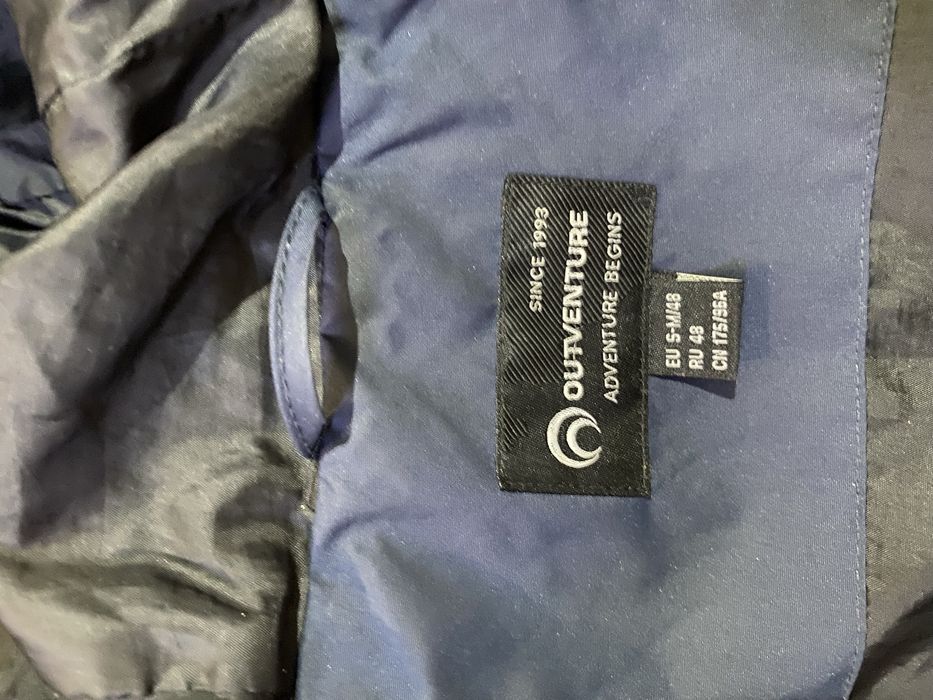 SINCE 1993
OUTVENTURE
ADVENTURE BEGINS
EU S-M/48
RU 48
CN 175/96A